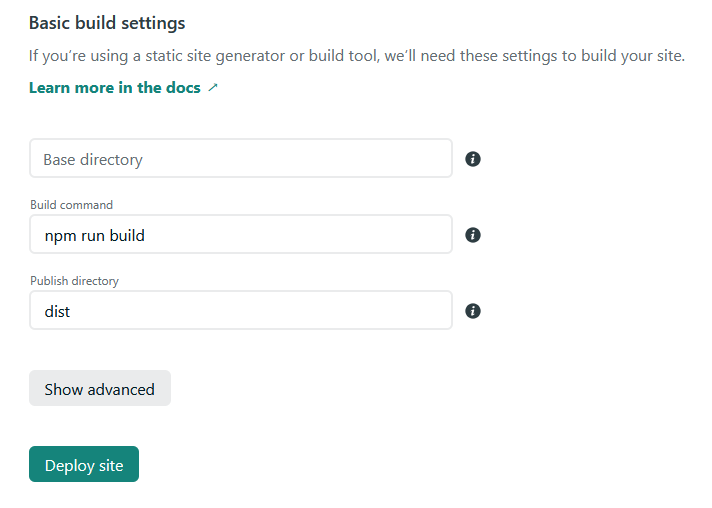 Basic build settings
If you’re using a static site generator or build tool, we’ll need these settings to build your site.
Learn more in the docs ↗
Base directory
Build command
npm run build
Publish directory
dist
Show advanced
Deploy site